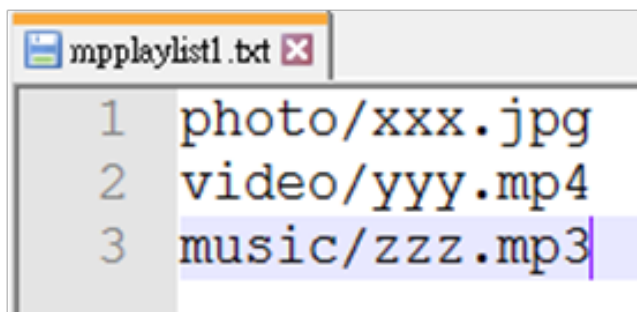 mpplaylist1.txt
1 photo/xxx.jpg
2 video/yyy.mp4
3 music/zzz.mp3